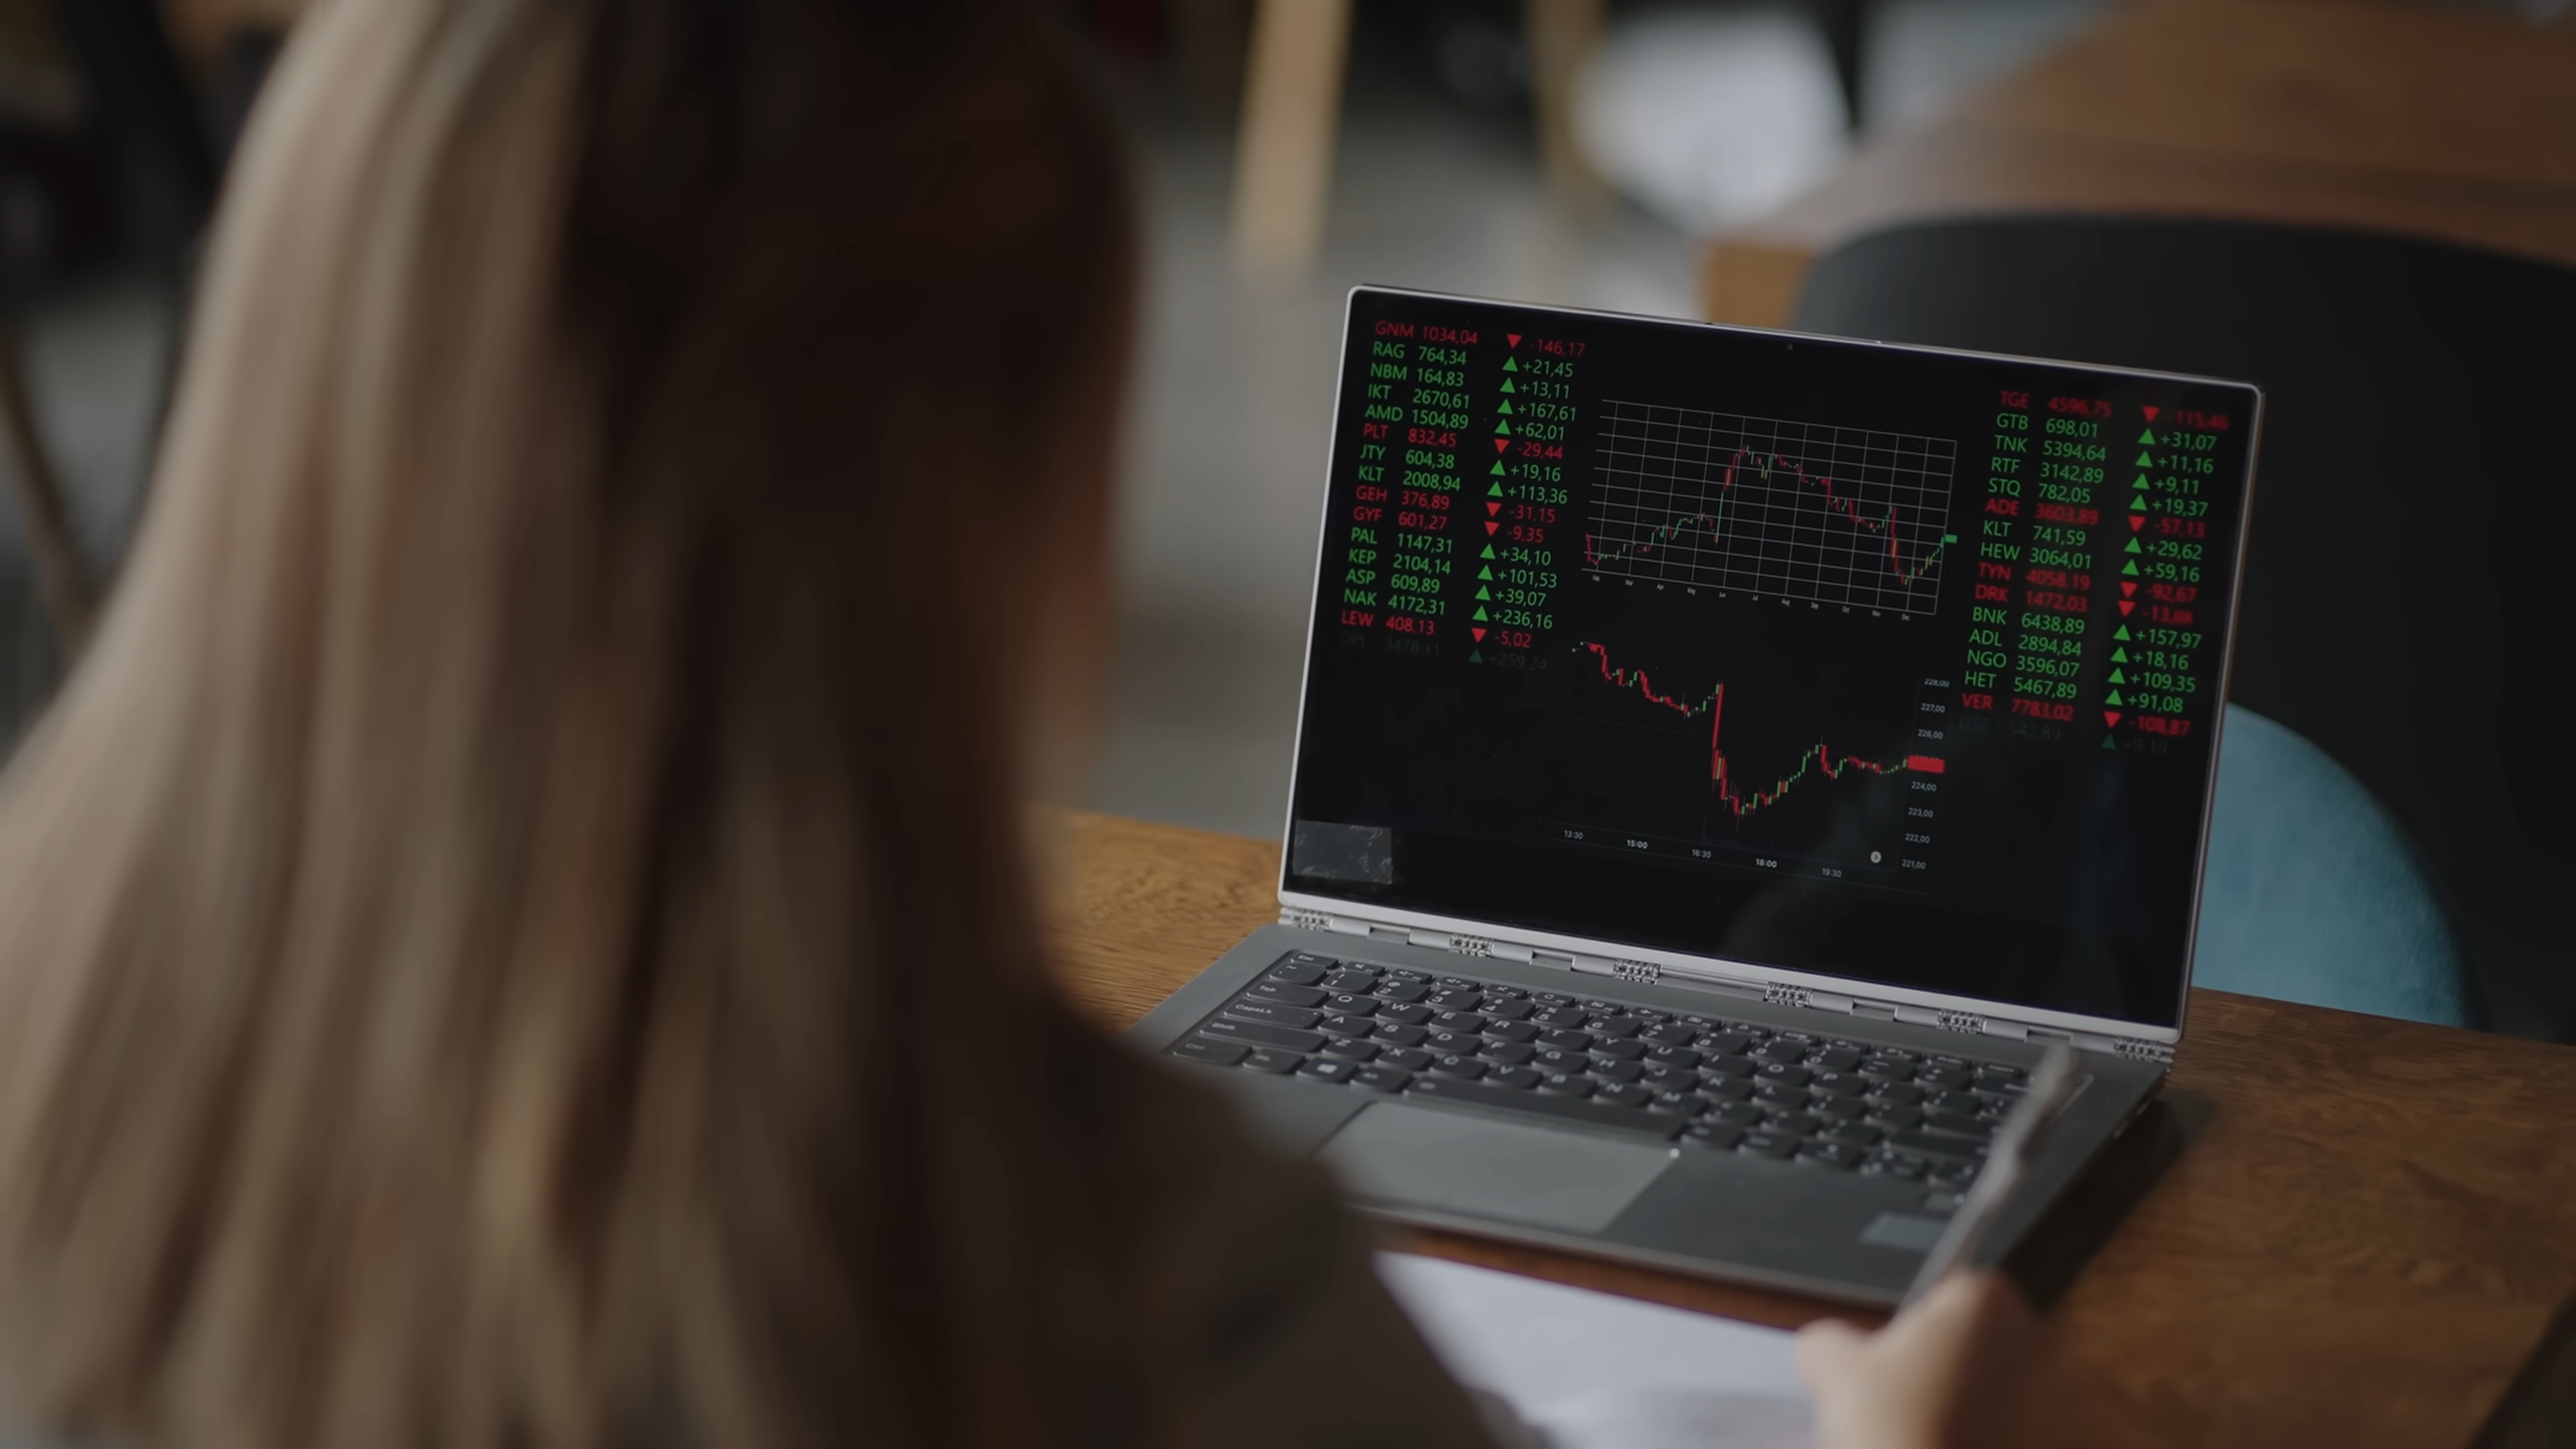 GNM 1034,04 ▼ -146,17
RAG 764,34 ▲ +21,45
NBM 164,83 ▲ +13,11
IKT 2670,61 ▲ +167,61
AMD 1504,89 ▲ +62,01
PLT 832,45 ▼ -29,44
JTY 604,38 ▲ +19,16
KLT 2008,94 ▲ +113,36
GEH 376,89 ▼ -31,15
GYF 601,27 ▼ -9,35
PAL 1147,31 ▲ +34,10
KEP 2104,14 ▲ +101,53
ASP 609,89 ▲ +39,07
NAK 4172,31 ▲ +236,16
LEW 408,13 ▼ -5,02
3478,11 ▲ +259,24
TGE 4596,75 ▼ -115,46
GTB 698,01 ▲ +31,07
TNK 5394,64 ▲ +11,16
RTF 3142,89 ▲ +9,11
STQ 782,05 ▲ +19,37
ADE 3603,89 ▼ -57,13
KLT 741,59 ▲ +29,62
HEW 3064,01 ▲ +59,16
TYN 4058,19 ▼ -92,67
DRK 1472,03 ▼
BNK 6438,89 ▲ +157,97
ADL 2894,84 ▲ +18,16
NGO 3596,07 ▲ +109,35
HET 5467,89 ▲ +91,08
VER 7783,02 ▼ -108,87
228,00
227,00
226,00
224,00
223,00
222,00
221,00
13:30 15:00 16:30 18:00 19:30
Tab
Q W E R T Y U I O P
A S D F G H J K L
Shift
Z X C V B N M